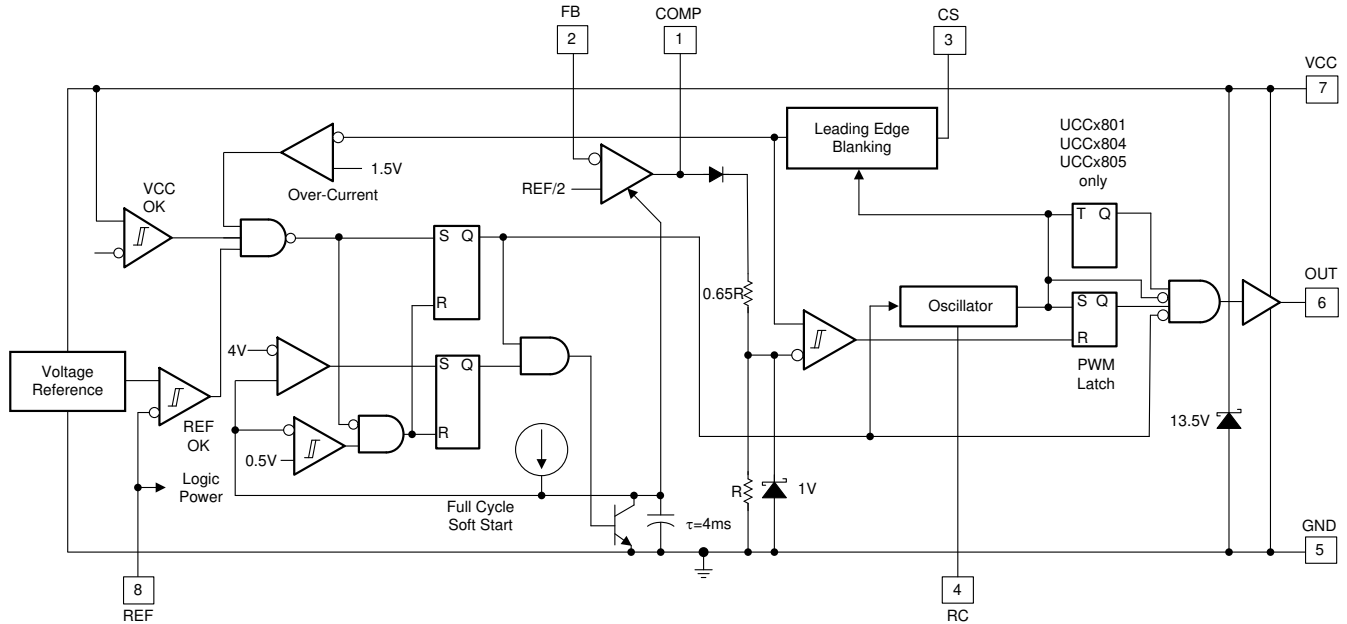 FB
2
COMP
1
CS
3
VCC
7
Leading Edge
Blanking
UCCx801
UCCx804
UCCx805
only
1.5V
Over-Current
REF/2
VCC
OK
T Q
S Q
R
OUT
6
0.65R
Oscillator
S Q
R
PWM
Latch
4V
Voltage
Reference
S Q
R
REF
OK
0.5V
13.5V
Logic
Power
Full Cycle
Soft Start
R
1V
τ=4ms
GND
5
8
REF
4
RC